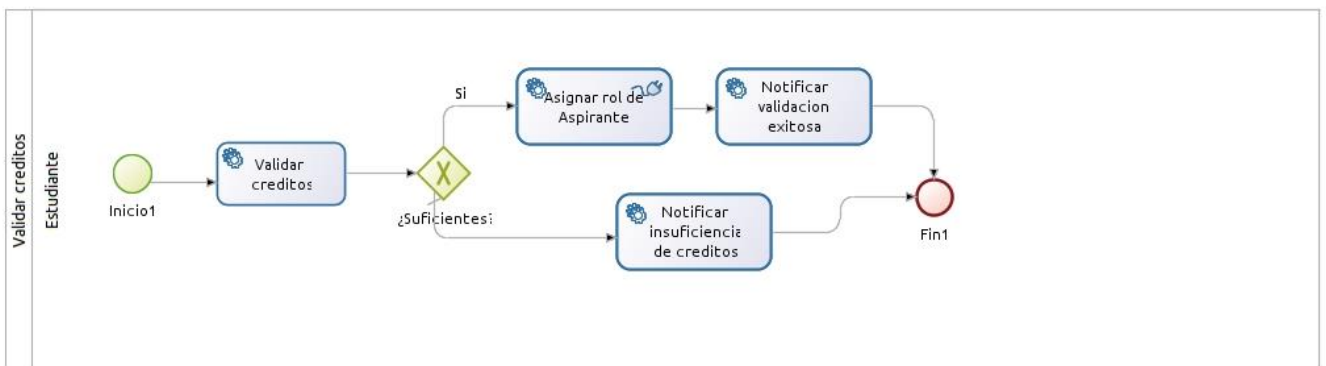 Validar creditos
Estudiante
Inicio1
Validar
creditos
¿Suficientes?
Si
Asignar rol de
Aspirante
Notificar
validacion
exitosa
Notificar
insuficiencia
de creditos
Fin1